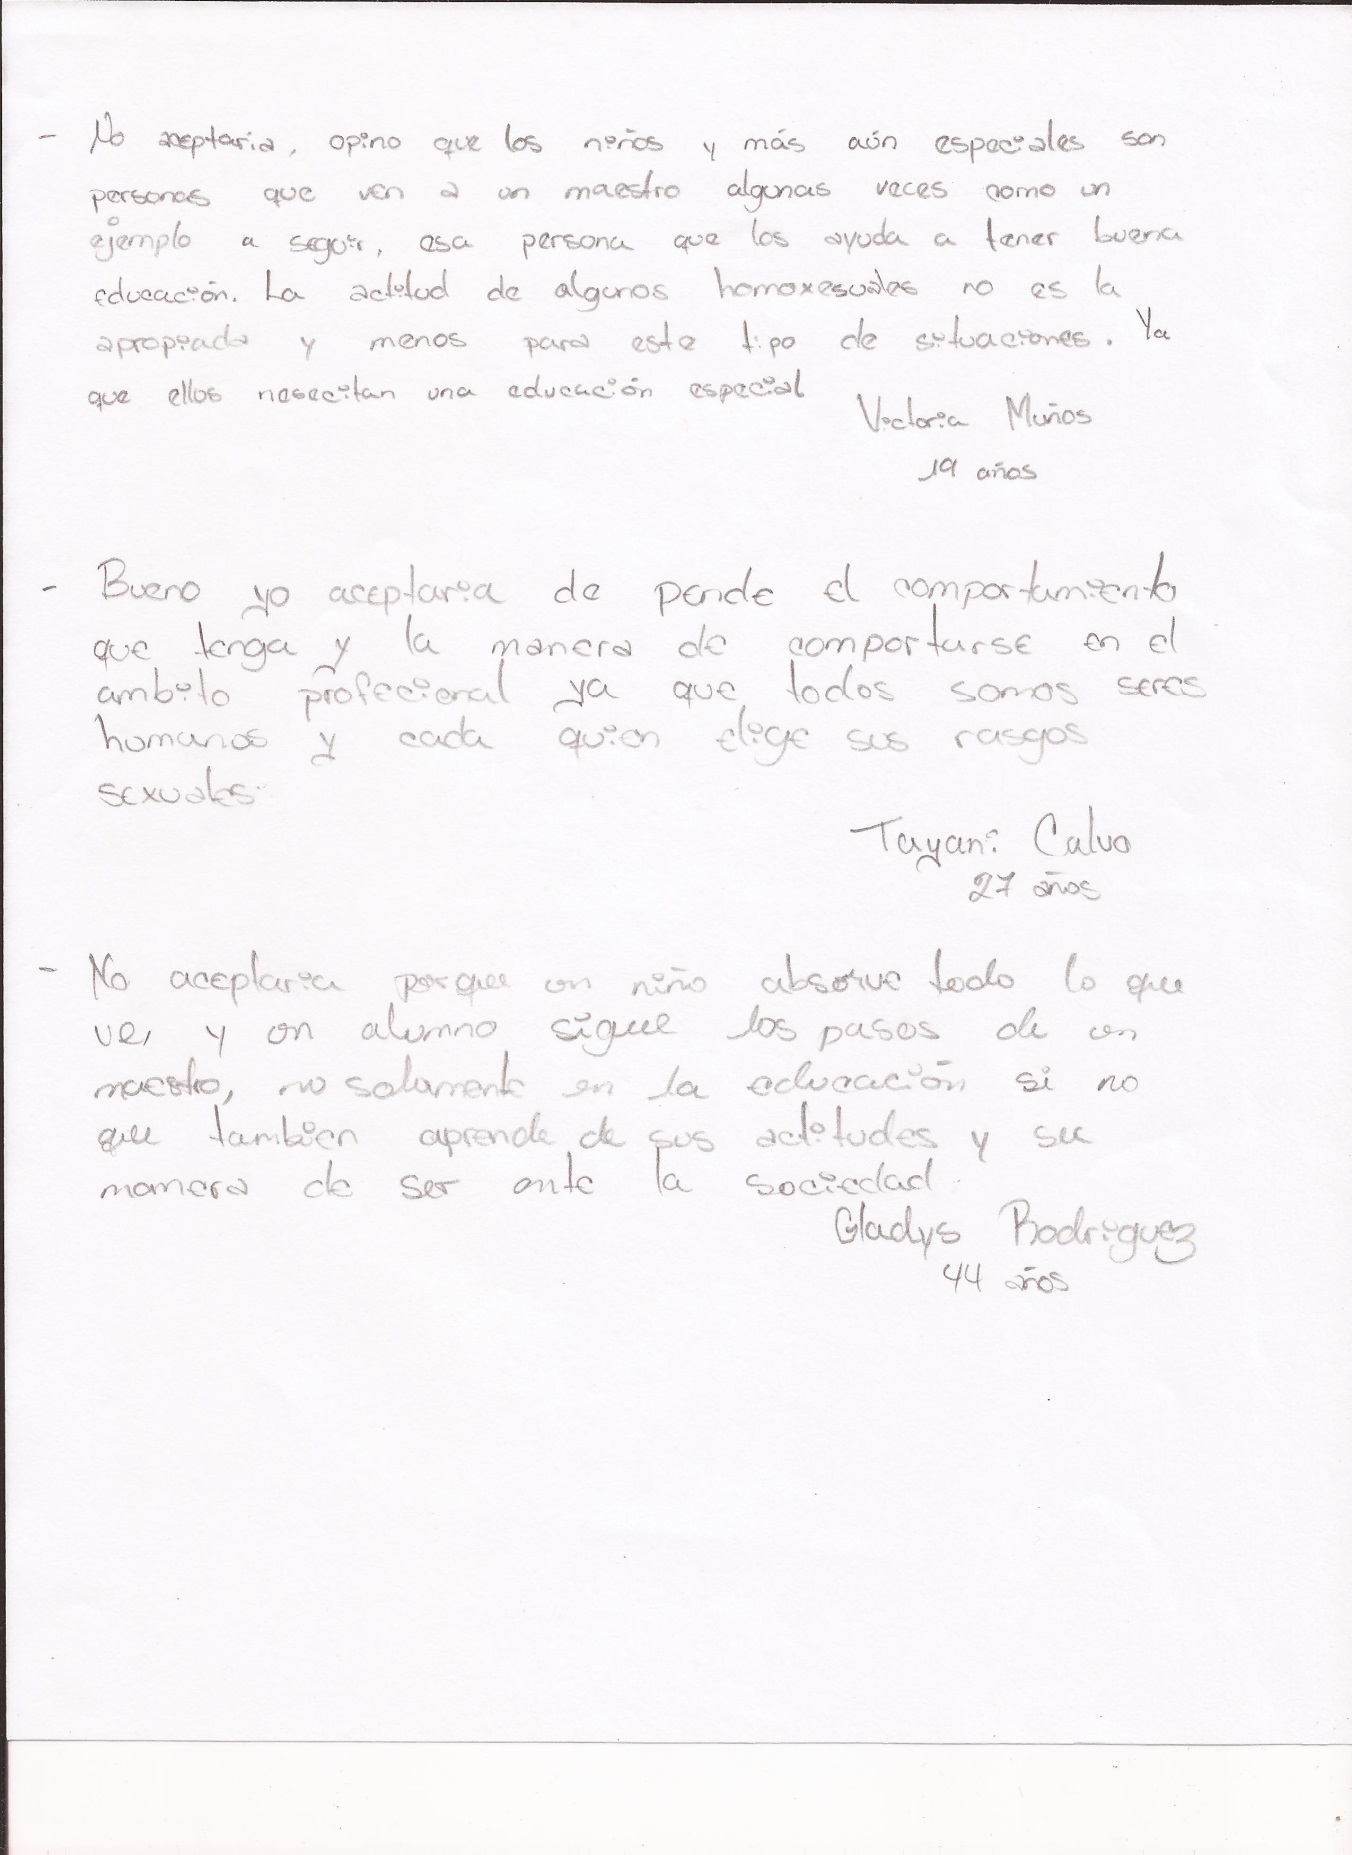 - No aceptaria, opino que los niños y más aún especiales son
personas que ven a un maestro algunas veces como un
ejemplo a seguir, esa persona que los ayuda a tener buena
educación. La actitud de algunos homoxesuales no es la
apropiada y menos para este tipo de situaciones. Ya
que ellos nesecitan una educación especial
Victoria Muños
19 años
- Bueno yo aceptaria de pende el comportamiento
que tenga y la manera de comportarse en el
ambito profecional ya que todos somos seres
humanos y cada quien elige sus rasgos
sexuales.
Tayani Calvo
27 años
- No aceptaria porque un niño absorve todo lo que
ve, y un alumno sigue los pasos de un
maestro, no solamente en la educación si no
que tambien aprende de sus actitudes y su
manera de ser ante la sociedad.
Gladys Rodriguez
44 años